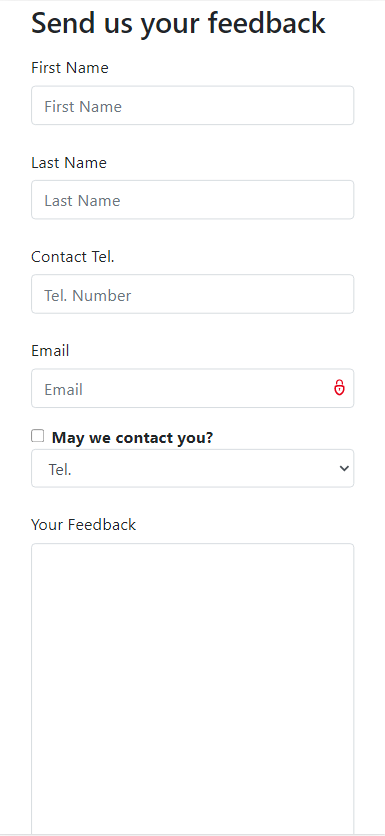 Send us your feedback
First Name
First Name
Last Name
Last Name
Contact Tel.
Tel. Number
Email
Email
May we contact you?
Tel.
Your Feedback